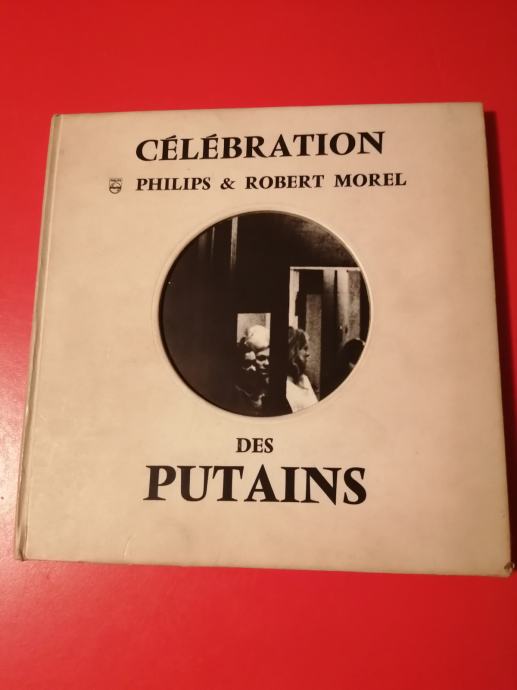 CÉLÉBRATION
PHILIPS & ROBERT MOREL
DES
PUTAINS